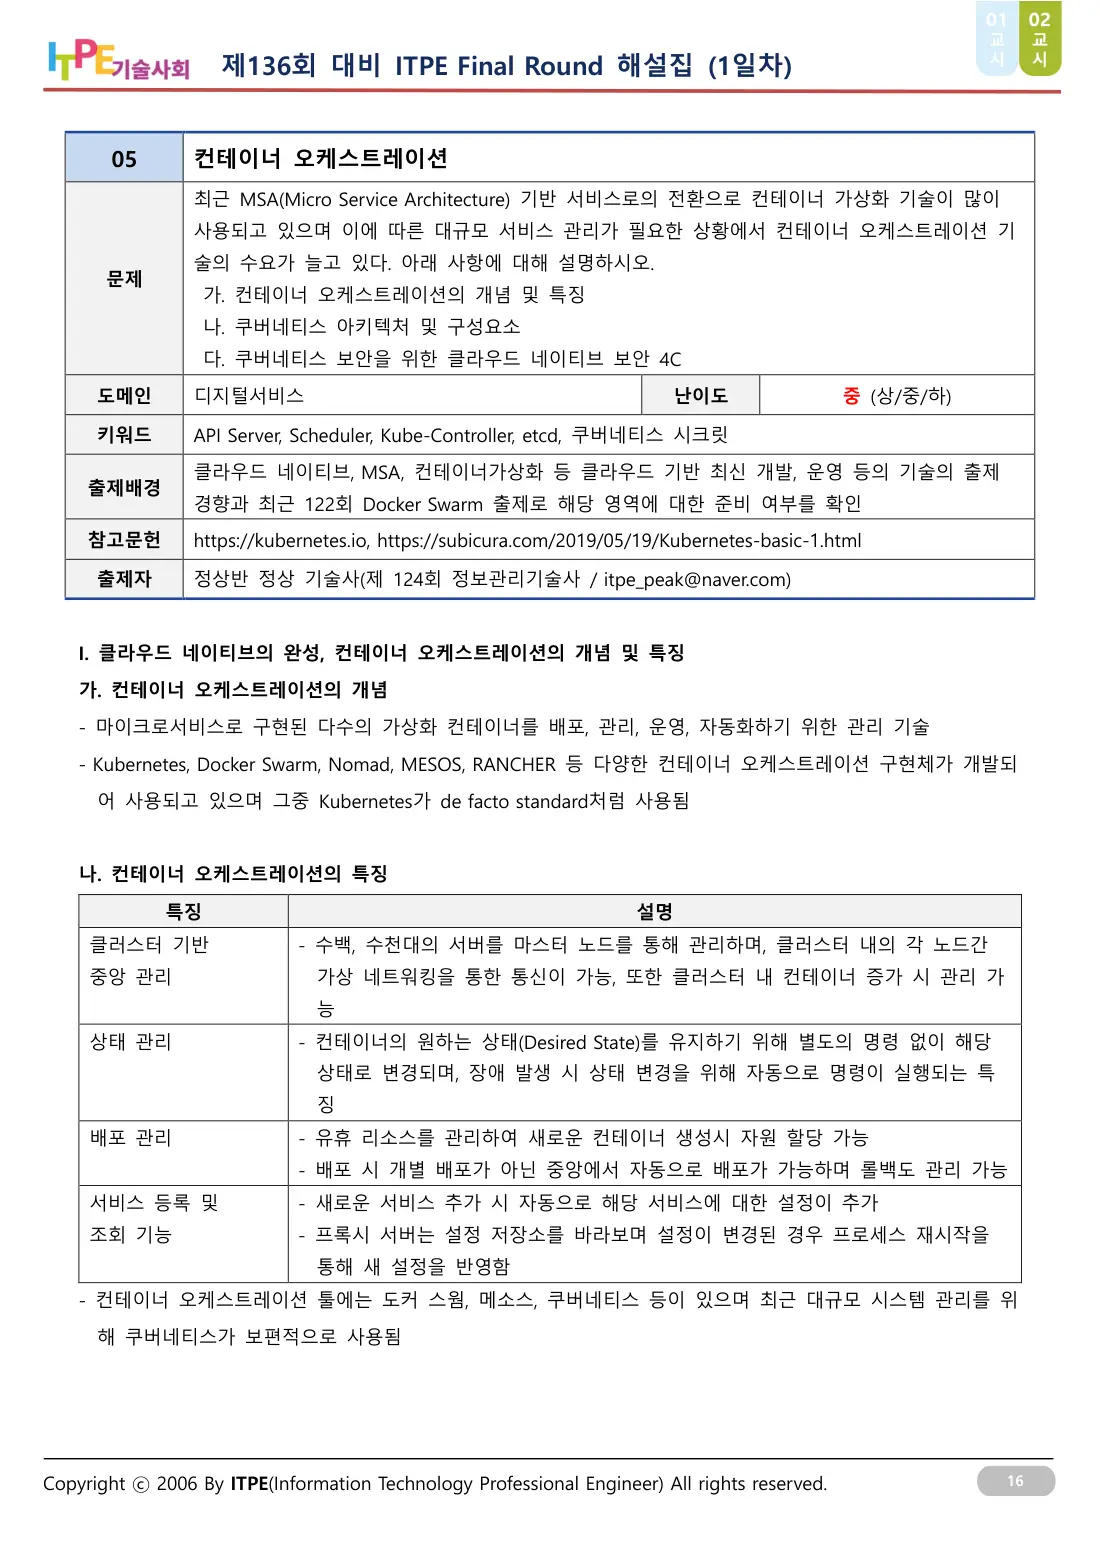 01
교
시
02
교
시
ITPE기술사회 제136회 대비 ITPE Final Round 해설집 (1일차)
05 컨테이너 오케스트레이션
문제
최근 MSA(Micro Service Architecture) 기반 서비스로의 전환으로 컨테이너 가상화 기술이 많이
사용되고 있으며 이에 따른 대규모 서비스 관리가 필요한 상황에서 컨테이너 오케스트레이션 기
술의 수요가 늘고 있다. 아래 사항에 대해 설명하시오.
가. 컨테이너 오케스트레이션의 개념 및 특징
나. 쿠버네티스 아키텍처 및 구성요소
다. 쿠버네티스 보안을 위한 클라우드 네이티브 보안 4C
도메인 디지털서비스 난이도 중 (상/중/하)
키워드 API Server, Scheduler, Kube-Controller, etcd, 쿠버네티스 시크릿
출제배경
클라우드 네이티브, MSA, 컨테이너가상화 등 클라우드 기반 최신 개발, 운영 등의 기술의 출제
경향과 최근 122회 Docker Swarm 출제로 해당 영역에 대한 준비 여부를 확인
참고문헌 https://kubernetes.io, https://subicura.com/2019/05/19/Kubernetes-basic-1.html
출제자 정상반 정상 기술사(제 124회 정보관리기술사 / itpe_peak@naver.com)
I. 클라우드 네이티브의 완성, 컨테이너 오케스트레이션의 개념 및 특징
가. 컨테이너 오케스트레이션의 개념
- 마이크로서비스로 구현된 다수의 가상화 컨테이너를 배포, 관리, 운영, 자동화하기 위한 관리 기술
- Kubernetes, Docker Swarm, Nomad, MESOS, RANCHER 등 다양한 컨테이너 오케스트레이션 구현체가 개발되
어 사용되고 있으며 그중 Kubernetes가 de facto standard처럼 사용됨
나. 컨테이너 오케스트레이션의 특징
특징 설명
클러스터 기반
중앙 관리
- 수백, 수천대의 서버를 마스터 노드를 통해 관리하며, 클러스터 내의 각 노드간
가상 네트워킹을 통한 통신이 가능, 또한 클러스터 내 컨테이너 증가 시 관리 가
능
상태 관리
- 컨테이너의 원하는 상태(Desired State)를 유지하기 위해 별도의 명령 없이 해당
상태로 변경되며, 장애 발생 시 상태 변경을 위해 자동으로 명령이 실행되는 특
징
배포 관리
- 유휴 리소스를 관리하여 새로운 컨테이너 생성시 자원 할당 가능
- 배포 시 개별 배포가 아닌 중앙에서 자동으로 배포가 가능하며 롤백도 관리 가능
서비스 등록 및
조회 기능
- 새로운 서비스 추가 시 자동으로 해당 서비스에 대한 설정이 추가
- 프록시 서버는 설정 저장소를 바라보며 설정이 변경된 경우 프로세스 재시작을
통해 새 설정을 반영함
- 컨테이너 오케스트레이션 툴에는 도커 스웜, 메소스, 쿠버네티스 등이 있으며 최근 대규모 시스템 관리를 위
해 쿠버네티스가 보편적으로 사용됨
Copyright ⓒ 2006 By ITPE(Information Technology Professional Engineer) All rights reserved.
16